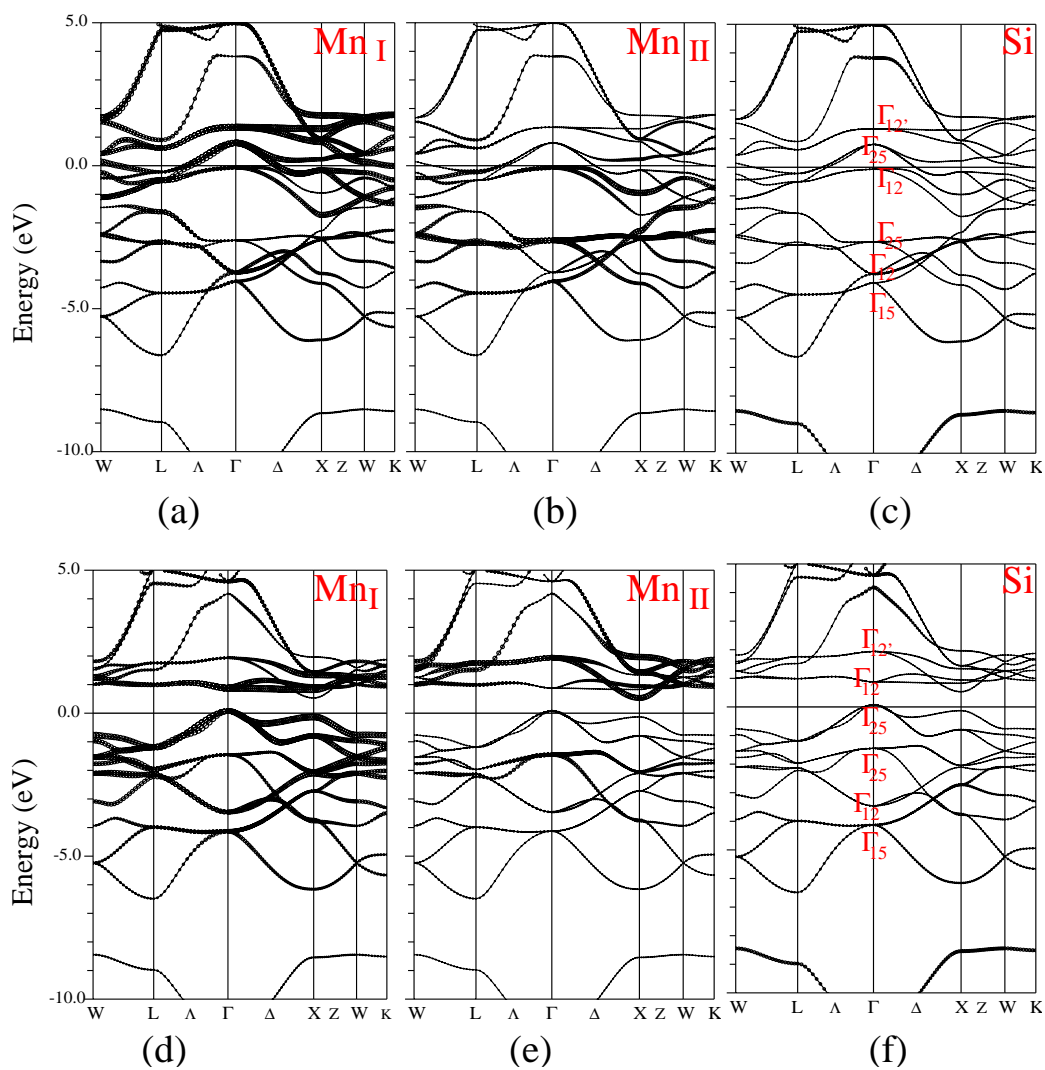 5.0
0.0
-5.0
-10.0
Energy (eV)
Mn I
W L Λ Γ Δ X Z W K
(a)
Mn II
W L Λ Γ Δ X Z W K
(b)
Si
Γ12'
Γ25
Γ12
Γ25
Γ12
Γ15
W L Λ Γ Δ X Z W K
(c)
5.0
0.0
-5.0
-10.0
Energy (eV)
Mn I
W L Λ Γ Δ X Z W K
(d)
Mn II
W L Λ Γ Δ X Z W K
(e)
Si
Γ12'
Γ12
Γ25
Γ25
Γ12
Γ15
W L Λ Γ Δ X Z W K
(f)